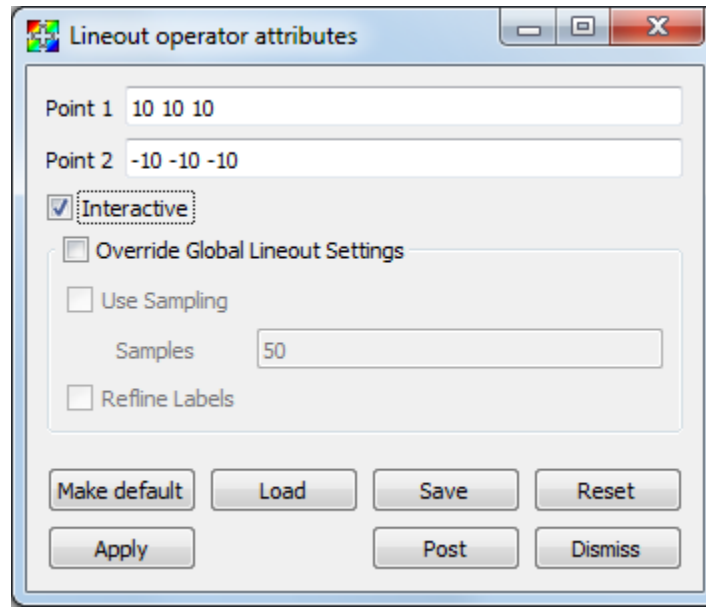 Lineout operator attributes
Point 1 10 10 10
Point 2 -10 -10 -10
Interactive
Override Global Lineout Settings
Use Sampling
Samples 50
Refline Labels
Make default Load Save Reset
Apply Post Dismiss